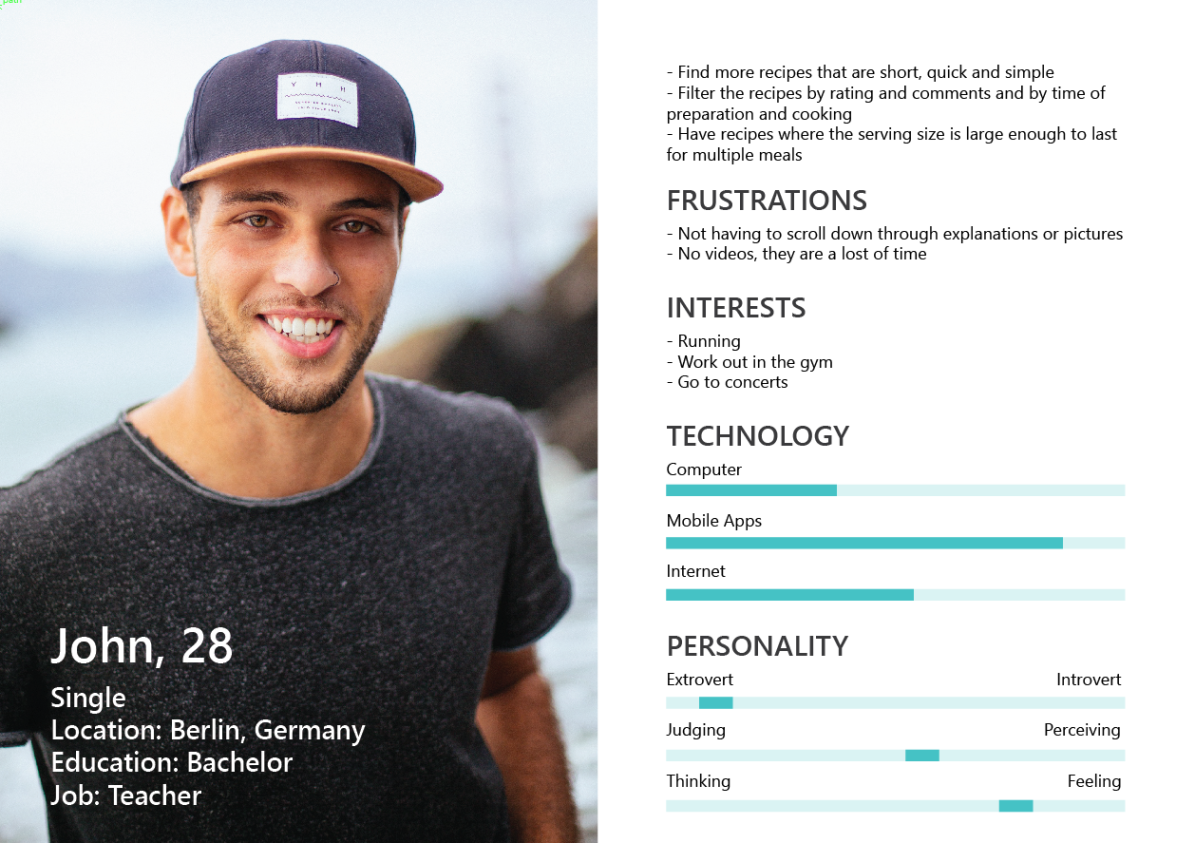 path
Y M H
John, 28
Single
Location: Berlin, Germany
Education: Bachelor
Job: Teacher
- Find more recipes that are short, quick and simple
- Filter the recipes by rating and comments and by time of
preparation and cooking
- Have recipes where the serving size is large enough to last
for multiple meals
FRUSTRATIONS
- Not having to scroll down through explanations or pictures
- No videos, they are a lost of time
INTERESTS
- Running
- Work out in the gym
- Go to concerts
TECHNOLOGY
Computer
Mobile Apps
Internet
PERSONALITY
Extrovert Introvert
Judging Perceiving
Thinking Feeling